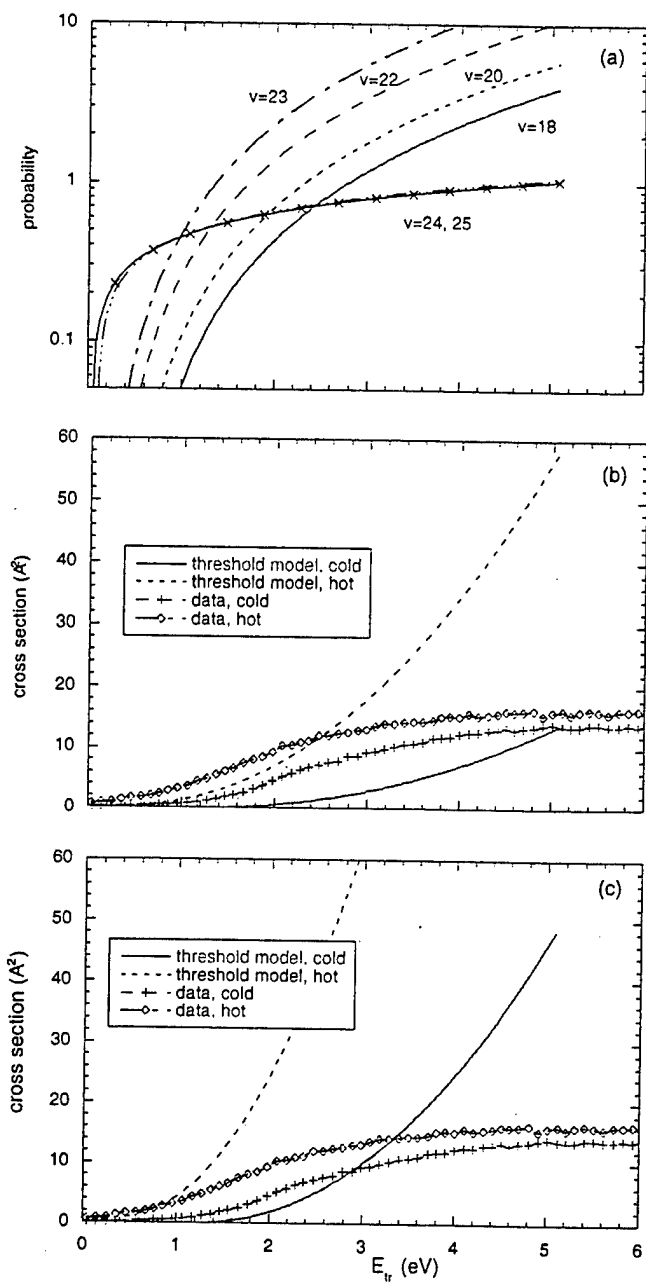 10
(a)
v=23
v=22
v=20
v=18
1
probability
v=24, 25
0.1
60
(b)
50
40
threshold model, cold
threshold model, hot
data, cold
data, hot
30
cross section (A²)
20
10
0
60
(c)
50
40
threshold model, cold
threshold model, hot
data, cold
data, hot
30
cross section (A²)
20
10
0
0 1 2 3 4 5 6
E_tr (eV)